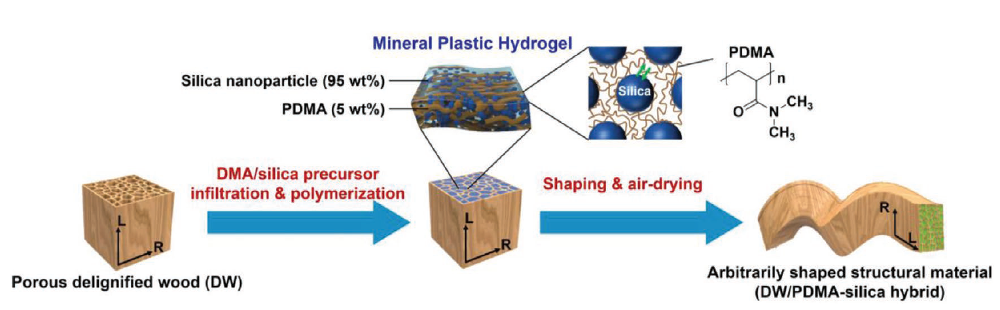 Mineral Plastic Hydrogel
Silica nanoparticle (95 wt%)
PDMA (5 wt%)
Silica
PDMA
n
O
N
CH₃
CH₃
DMA/silica precursor
infiltration & polymerization
Shaping & air-drying
L
R
L
R
R
L
Porous delignified wood (DW)
Arbitrarily shaped structural material
(DW/PDMA-silica hybrid)